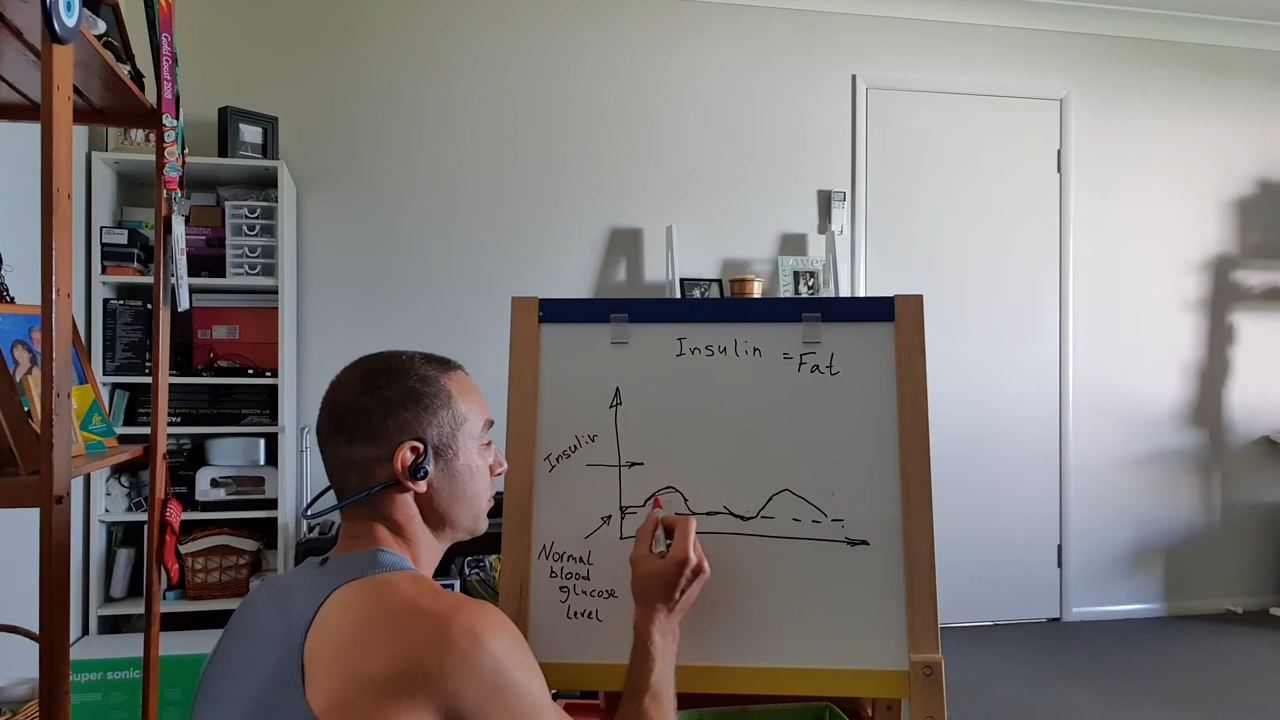 Gold Coast 2018
LOVE
Insulin = Fat
Insulin
Normal
blood
glucose
level
Super sonic.